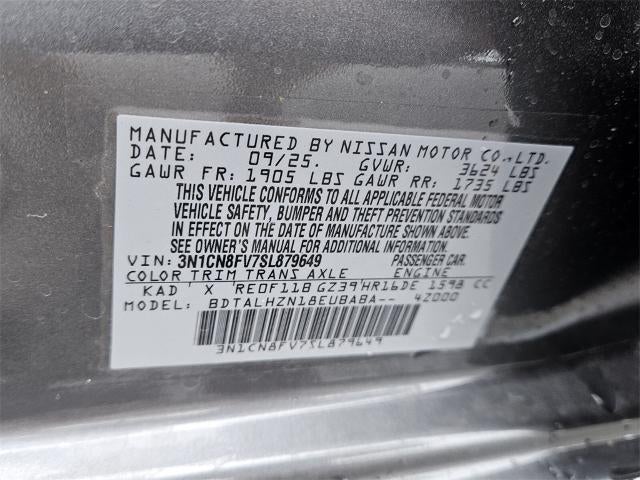 MANUFACTURED BY NISSAN MOTOR CO.,LTD.
DATE: 09/25. GVWR: 3624 LBS
GAWR FR: 1905 LBS GAWR RR: 1735 LBS
THIS VEHICLE CONFORMS TO ALL APPLICABLE FEDERAL MOTOR
VEHICLE SAFETY, BUMPER AND THEFT PREVENTION STANDARDS
IN EFFECT ON THE DATE OF MANUFACTURE SHOWN ABOVE.
SEE OWNER'S MANUAL FOR ADDITIONAL INFORMATION.
VIN: 3N1CN8FV7SL879649 PASSENGER CAR.
COLOR TRIM TRANS AXLE ENGINE
KAD ' X 'RE0F11B GZ39'HR16DE 1598 CC
MODEL: BDTALHZN18EUBABA-- 4Z000
3N1CN8FV7SL879649